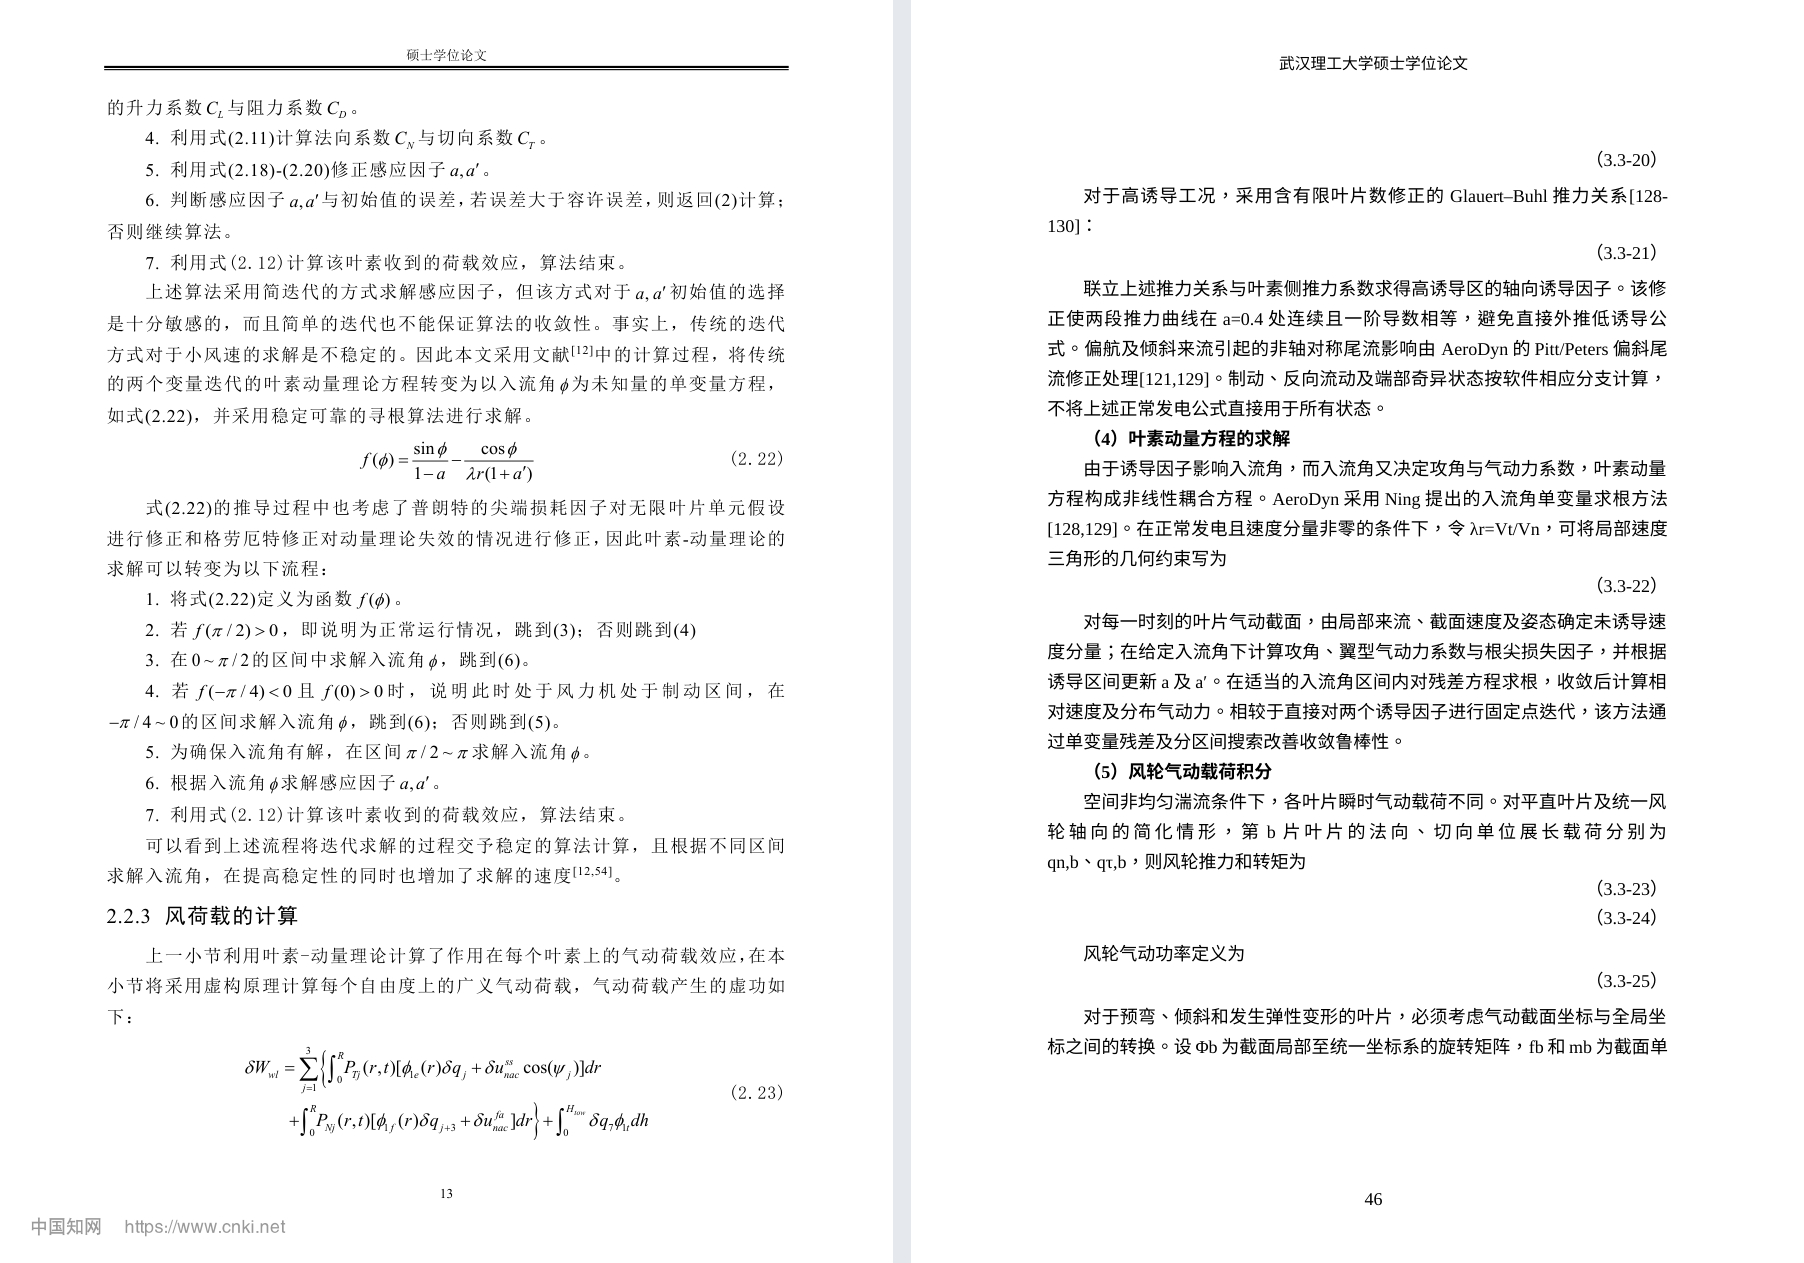 硕士学位论文
的升力系数 C_L 与阻力系数 C_D 。
4. 利用式(2.11)计算法向系数 C_N 与切向系数 C_T 。
5. 利用式(2.18)-(2.20)修正感应因子 a,a′ 。
6. 判断感应因子 a,a′ 与初始值的误差，若误差大于容许误差，则返回(2)计算；
否则继续算法。
7. 利用式(2.12)计算该叶素收到的荷载效应，算法结束。
上述算法采用简迭代的方式求解感应因子，但该方式对于 a,a′ 初始值的选择
是十分敏感的，而且简单的迭代也不能保证算法的收敛性。事实上，传统的迭代
方式对于小风速的求解是不稳定的。因此本文采用文献[12]中的计算过程，将传统
的两个变量迭代的叶素动量理论方程转变为以入流角 ϕ 为未知量的单变量方程，
如式(2.22)，并采用稳定可靠的寻根算法进行求解。
f(ϕ) = sinϕ/(1−a) − cosϕ/(λr(1+a′)) (2.22)
式(2.22)的推导过程中也考虑了普朗特的尖端损耗因子对无限叶片单元假设
进行修正和格劳厄特修正对动量理论失效的情况进行修正，因此叶素-动量理论的
求解可以转变为以下流程：
1. 将式(2.22)定义为函数 f(ϕ) 。
2. 若 f(π/2)>0，即说明为正常运行情况，跳到(3)；否则跳到(4)
3. 在 0~π/2 的区间中求解入流角 ϕ，跳到(6)。
4. 若 f(−π/4)<0 且 f(0)>0 时，说明此时处于风力机处于制动区间，在
−π/4~0 的区间求解入流角 ϕ，跳到(6)；否则跳到(5)。
5. 为确保入流角有解，在区间 π/2~π 求解入流角 ϕ。
6. 根据入流角 ϕ 求解感应因子 a,a′ 。
7. 利用式(2.12)计算该叶素收到的荷载效应，算法结束。
可以看到上述流程将迭代求解的过程交予稳定的算法计算，且根据不同区间
求解入流角，在提高稳定性的同时也增加了求解的速度[12,54]。
2.2.3 风荷载的计算
上一小节利用叶素-动量理论计算了作用在每个叶素上的气动荷载效应，在本
小节将采用虚构原理计算每个自由度上的广义气动荷载，气动荷载产生的虚功如
下：
δW_wl = ∑_{j=1}^{3} {∫_0^R P_Tj(r,t)[ϕ_1e(r)δq_j + δu_nac^ss cos(ψ_j)]dr
+∫_0^R P_Nj(r,t)[ϕ_1f(r)δq_{j+3} + δu_nac^fa]dr} + ∫_0^{H_tow} δq_7ϕ_1t dh (2.23)
13
中国知网 https://www.cnki.net
武汉理工大学硕士学位论文
（3.3-20）
对于高诱导工况，采用含有限叶片数修正的 Glauert–Buhl 推力关系[128-
130]：
（3.3-21）
联立上述推力关系与叶素侧推力系数求得高诱导区的轴向诱导因子。该修
正使两段推力曲线在 a=0.4 处连续且一阶导数相等，避免直接外推低诱导公
式。偏航及倾斜来流引起的非轴对称尾流影响由 AeroDyn 的 Pitt/Peters 偏斜尾
流修正处理[121,129]。制动、反向流动及端部奇异状态按软件相应分支计算，
不将上述正常发电公式直接用于所有状态。
（4）叶素动量方程的求解
由于诱导因子影响入流角，而入流角又决定攻角与气动力系数，叶素动量
方程构成非线性耦合方程。AeroDyn 采用 Ning 提出的入流角单变量求根方法
[128,129]。在正常发电且速度分量非零的条件下，令 λr=Vt/Vn，可将局部速度
三角形的几何约束写为
（3.3-22）
对每一时刻的叶片气动截面，由局部来流、截面速度及姿态确定未诱导速
度分量；在给定入流角下计算攻角、翼型气动力系数与根尖损失因子，并根据
诱导区间更新 a 及 a′。在适当的入流角区间内对残差方程求根，收敛后计算相
对速度及分布气动力。相较于直接对两个诱导因子进行固定点迭代，该方法通
过单变量残差及分区间搜索改善收敛鲁棒性。
（5）风轮气动载荷积分
空间非均匀湍流条件下，各叶片瞬时气动载荷不同。对平直叶片及统一风
轮轴向的简化情形，第 b 片叶片的法向、切向单位展长载荷分别为
qn,b、qτ,b，则风轮推力和转矩为
（3.3-23）
（3.3-24）
风轮气动功率定义为
（3.3-25）
对于预弯、倾斜和发生弹性变形的叶片，必须考虑气动截面坐标与全局坐
标之间的转换。设 Φb 为截面局部至统一坐标系的旋转矩阵，fb 和 mb 为截面单
46